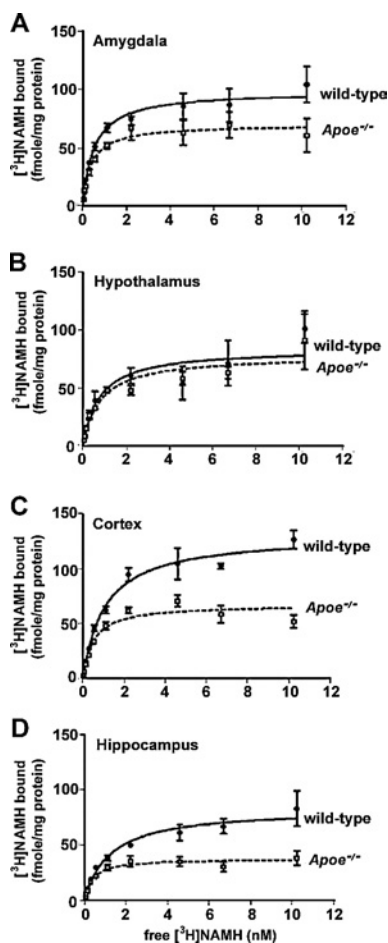 A
Amygdala
[³H]NAMH bound
(fmole/mg protein)
150
100
50
0
wild-type
Apoe⁻/⁻
0 2 4 6 8 10 12
B
Hypothalamus
[³H]NAMH bound
(fmole/mg protein)
150
100
50
0
wild-type
Apoe⁻/⁻
0 2 4 6 8 10 12
C
Cortex
[³H]NAMH bound
(fmole/mg protein)
150
100
50
0
wild-type
Apoe⁻/⁻
0 2 4 6 8 10 12
D
Hippocampus
[³H]NAMH bound
(fmole/mg protein)
150
100
50
0
wild-type
Apoe⁻/⁻
0 2 4 6 8 10 12
free [³H]NAMH (nM)